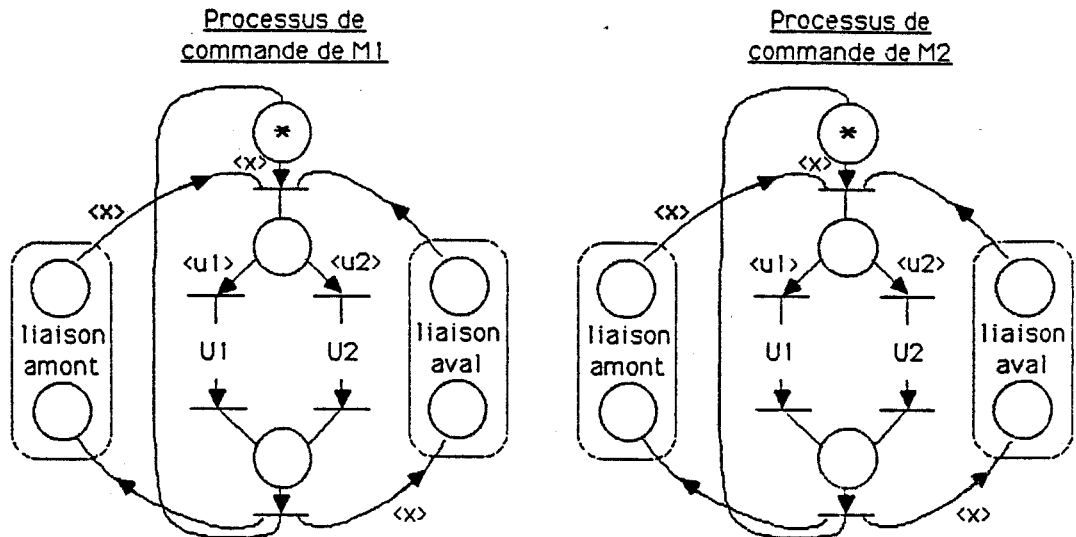 Processus de
commande de M1
*
<x>
<x>
<u1>
<u2>
liaison
amont
U1
U2
liaison
aval
<x>
Processus de
commande de M2
*
<x>
<x>
<u1>
<u2>
liaison
amont
U1
U2
liaison
aval
<x>